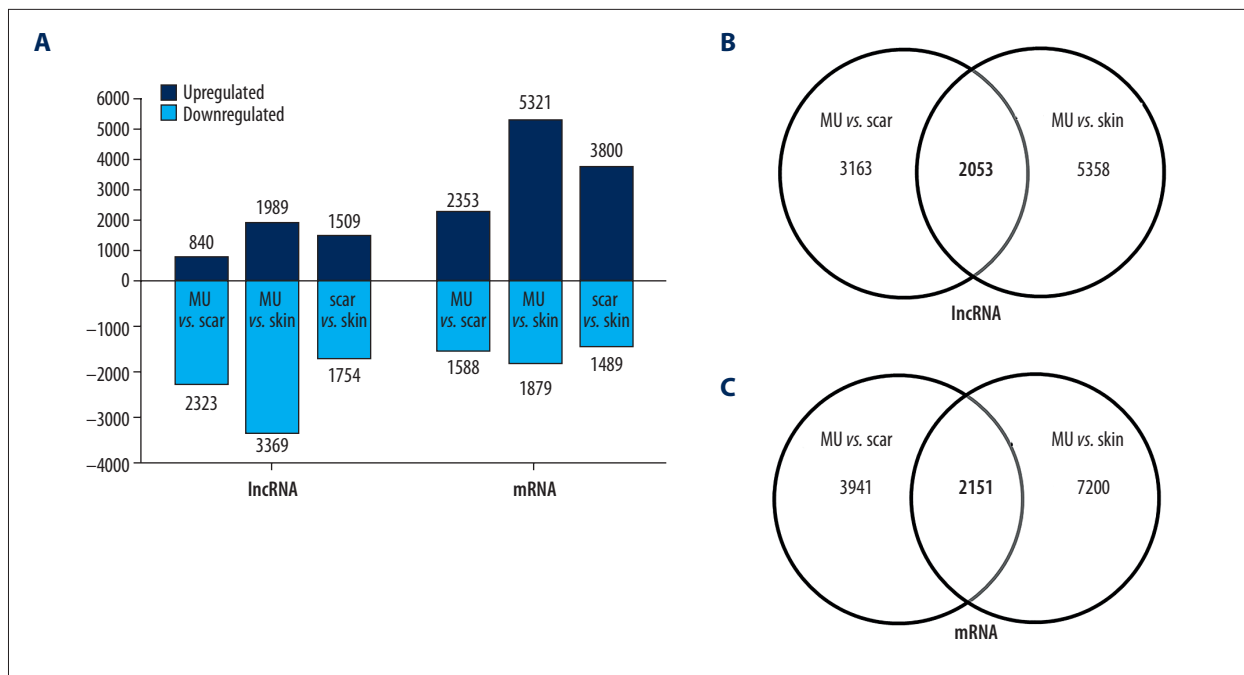 A
Upregulated
Downregulated
6000
5000
4000
3000
2000
1000
0
–1000
–2000
–3000
–4000
840
1989
1509
2353
5321
3800
MU
vs. scar
MU
vs. skin
scar
vs. skin
MU
vs. scar
MU
vs. skin
scar
vs. skin
2323
3369
1754
1588
1879
1489
lncRNA
mRNA
B
MU vs. scar
MU vs. skin
3163
2053
5358
lncRNA
C
MU vs. scar
MU vs. skin
3941
2151
7200
mRNA